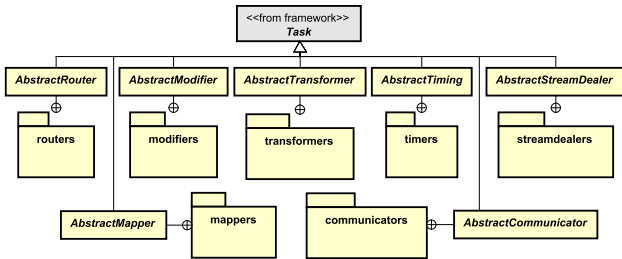 <<from framework>>
Task
AbstractRouter
AbstractModifier
AbstractTransformer
AbstractTiming
AbstractStreamDealer
routers
modifiers
transformers
timers
streamdealers
AbstractMapper
mappers
communicators
AbstractCommunicator